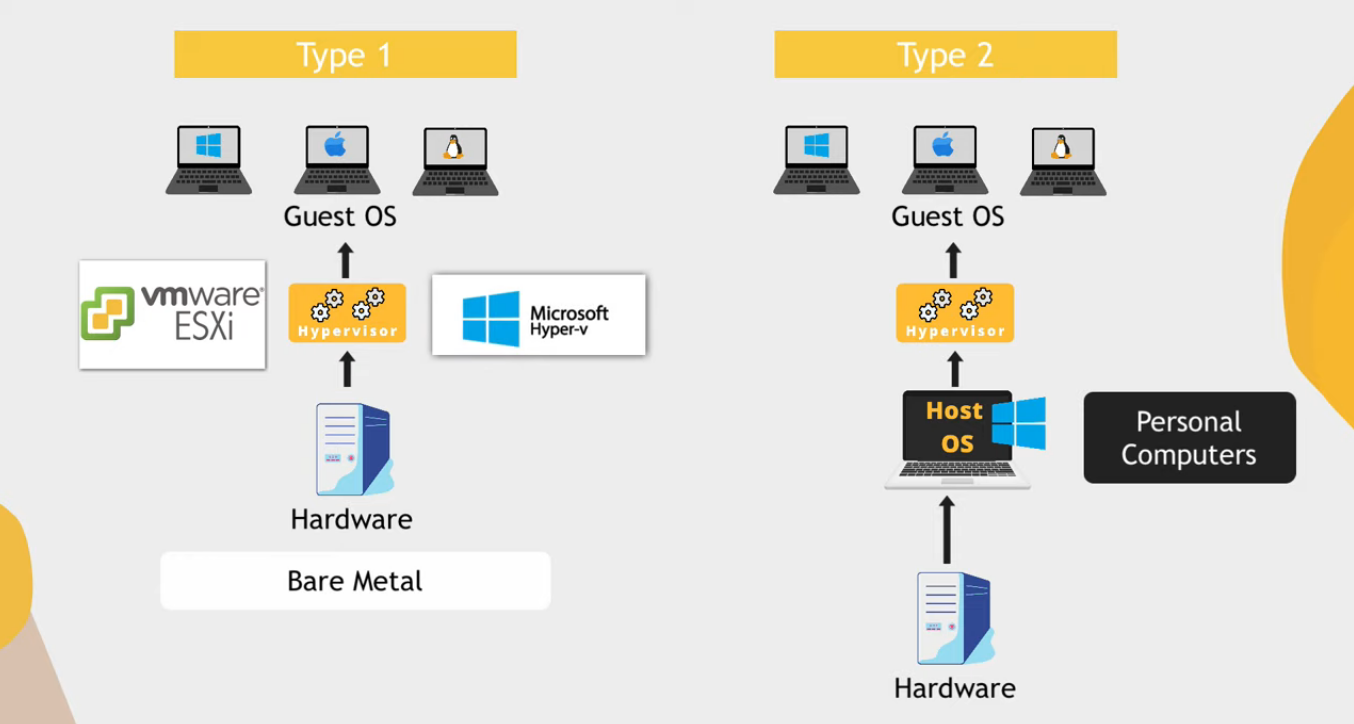 Type 1
Guest OS
vmware®
ESXi
Hypervisor
Microsoft
Hyper-v
Hardware
Bare Metal
Type 2
Guest OS
Hypervisor
Host
OS
Personal
Computers
Hardware